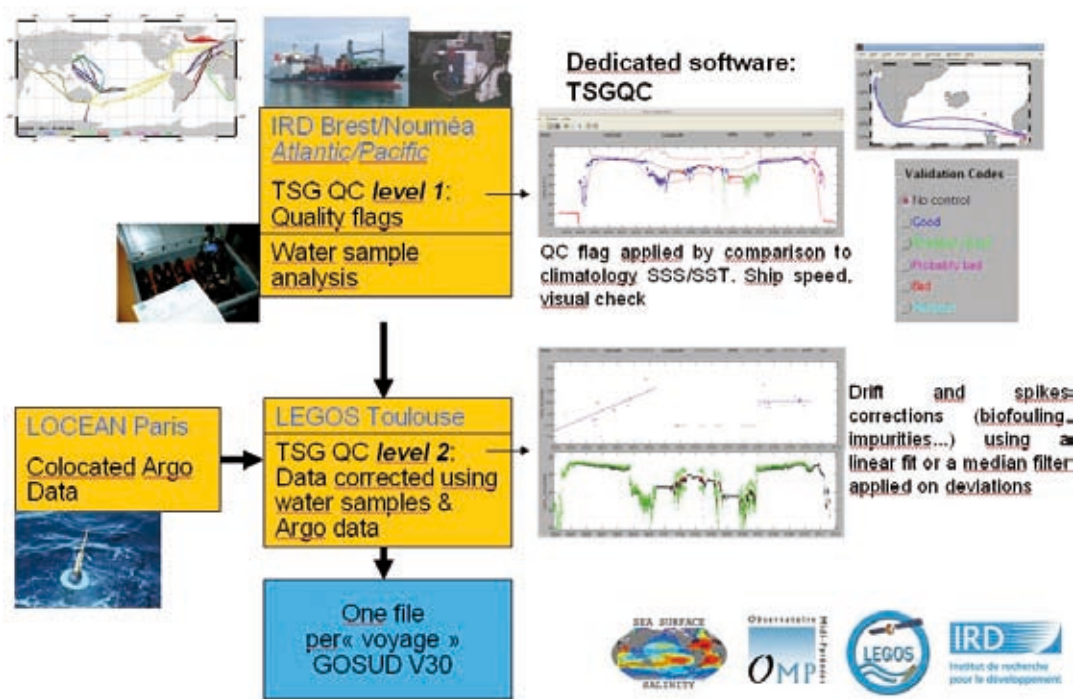 IRD Brest/Nouméa
Atlantic/Pacific
TSG QC level 1:
Quality flags
Water sample
analysis
Dedicated software:
TSGQC
QC flag applied by comparison to
climatology SSS/SST. Ship speed,
visual check
Validation Codes
No control
Good
Probably bad
Bad
LOCEAN Paris
Colocated Argo
Data
LEGOS Toulouse
TSG QC level 2:
Data corrected using
water samples &
Argo data
Drift and spikes
corrections (biofouling...
impurities...) using a
linear fit or a median filter
applied on deviations
One file
per« voyage »
GOSUD V30
SEA SURFACE
SALINITY
Observatoire
Midi-Pyrénées
OMP
LEGOS
IRD
Institut de recherche
pour le développement